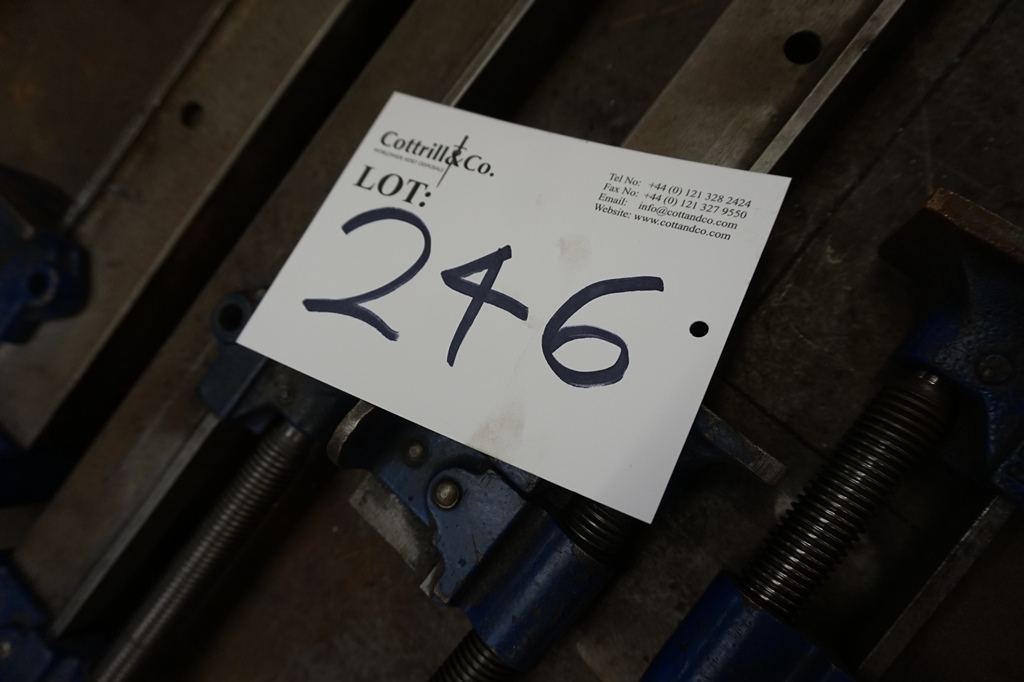 Cottrill & Co.
LOT:
246
Tel No: +44 (0) 121 328 2424
Fax No: +44 (0) 121 327 9550
Email: info@cottandco.com
Website: www.cottandco.com